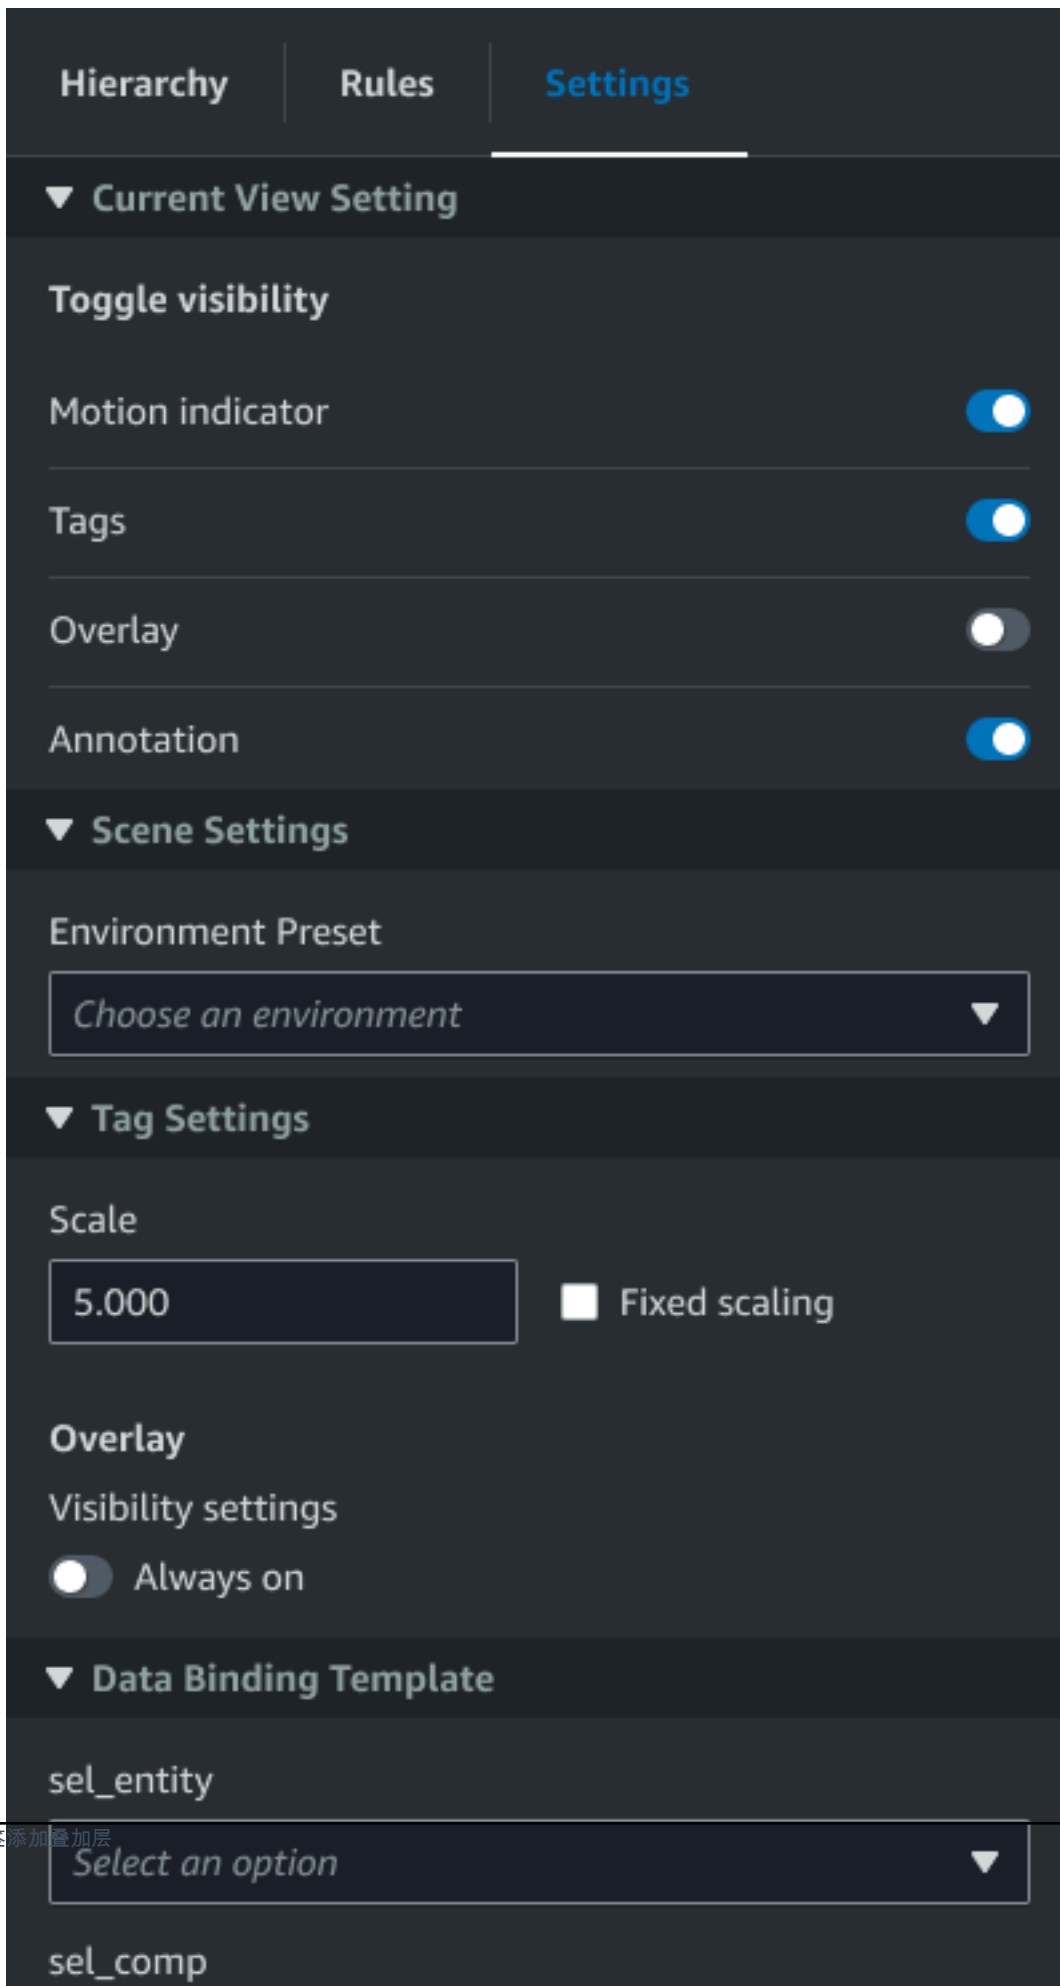 Hierarchy Rules Settings
Current View Setting
Toggle visibility
Motion indicator
Tags
Overlay
Annotation
Scene Settings
Environment Preset
Choose an environment
Tag Settings
Scale
5.000 Fixed scaling
Overlay
Visibility settings
Always on
Data Binding Template
sel_entity
添加叠加层
Select an option
sel_comp